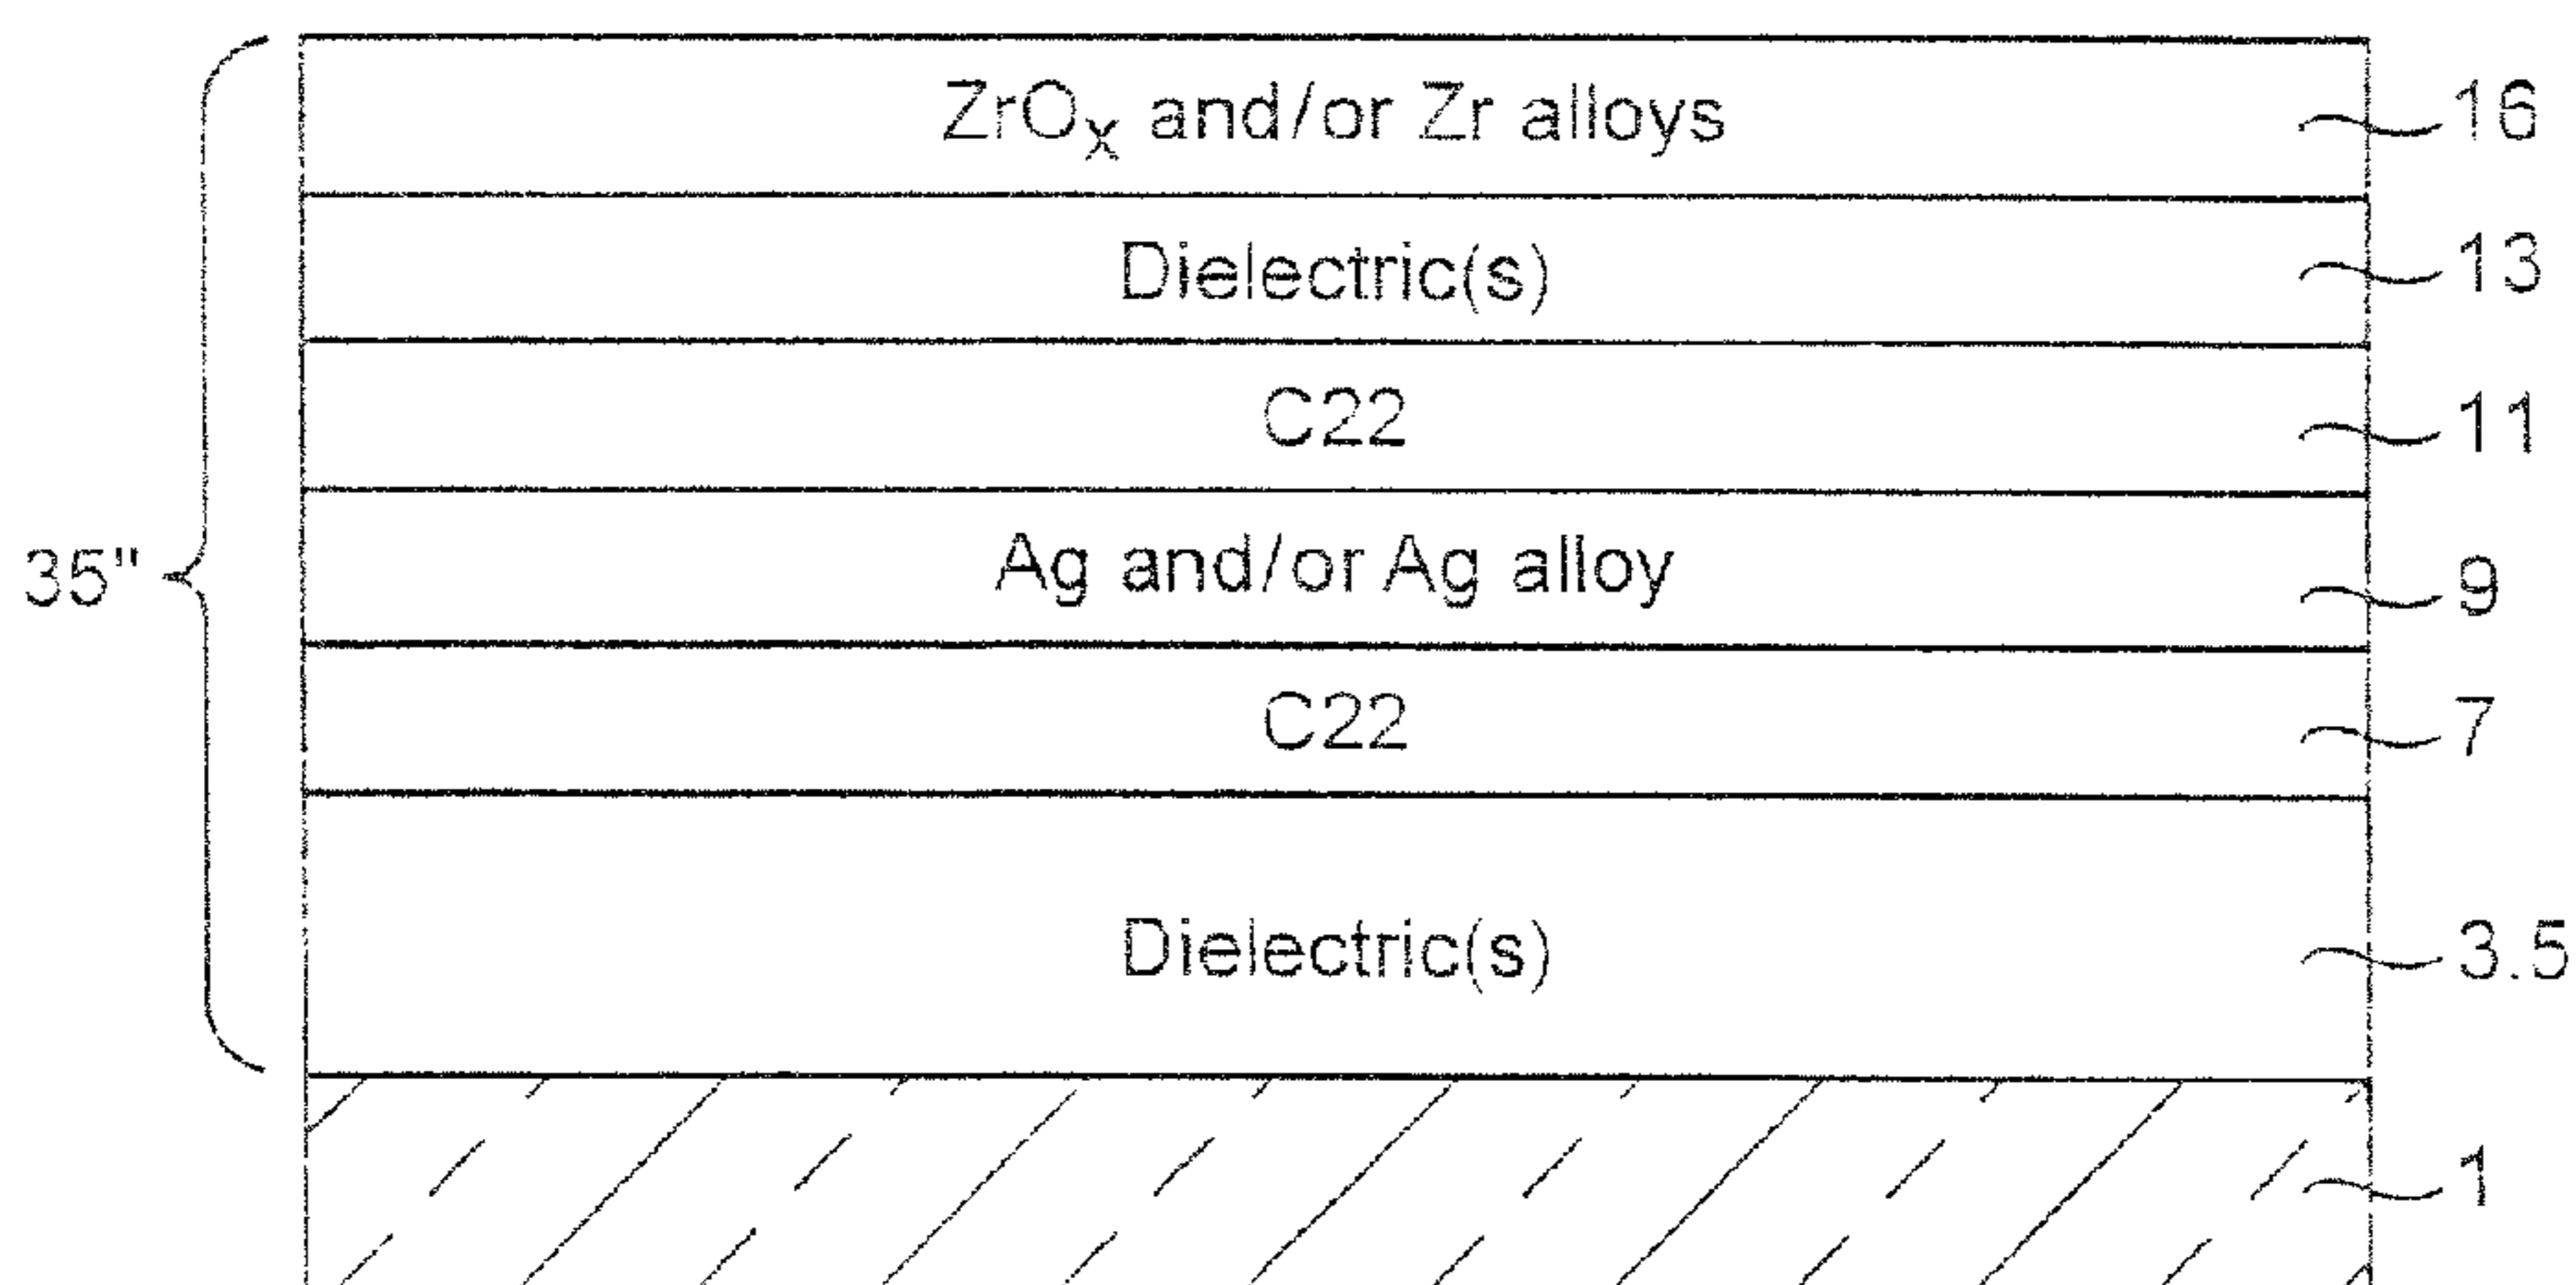 ZrOₓ and/or Zr alloys 16
Dielectric(s) 13
C22 11
35" Ag and/or Ag alloy 9
C22 7
Dielectric(s) 3.5
1